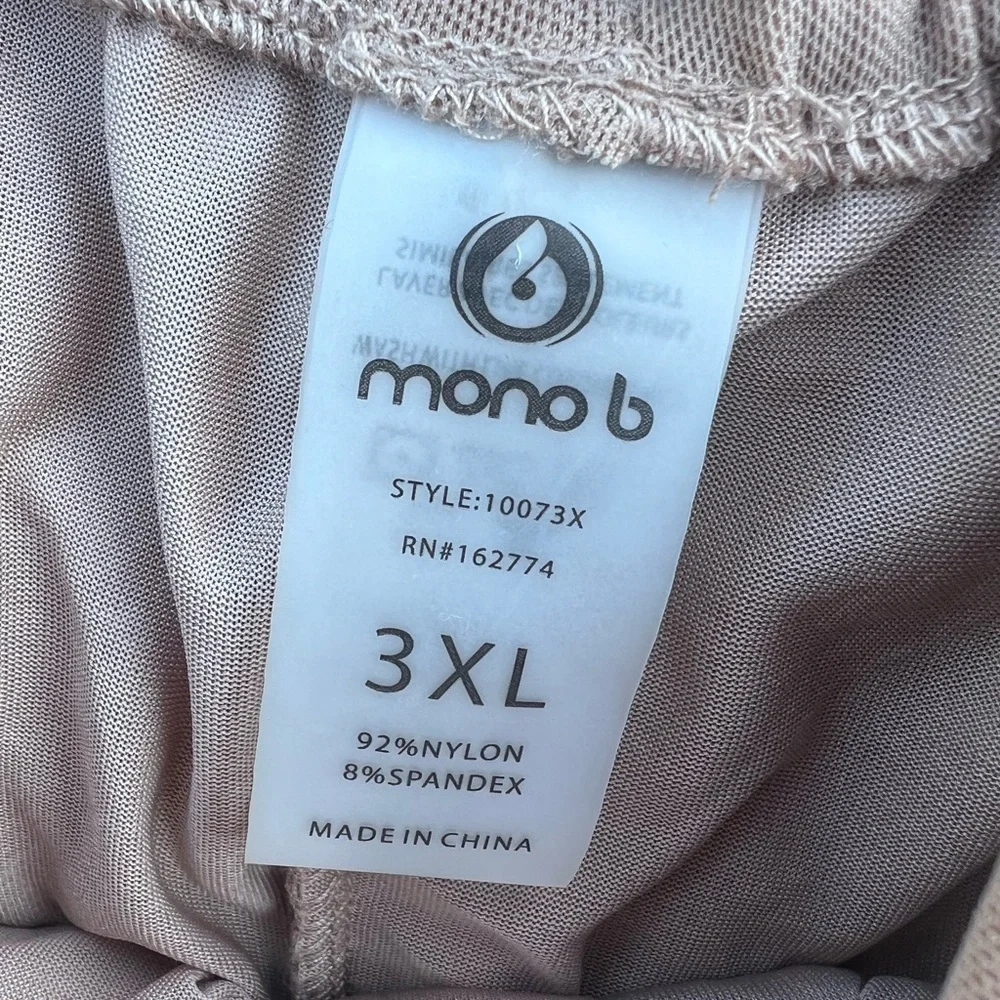 mono b
STYLE:10073X
RN#162774
3XL
92%NYLON
8%SPANDEX
MADE IN CHINA